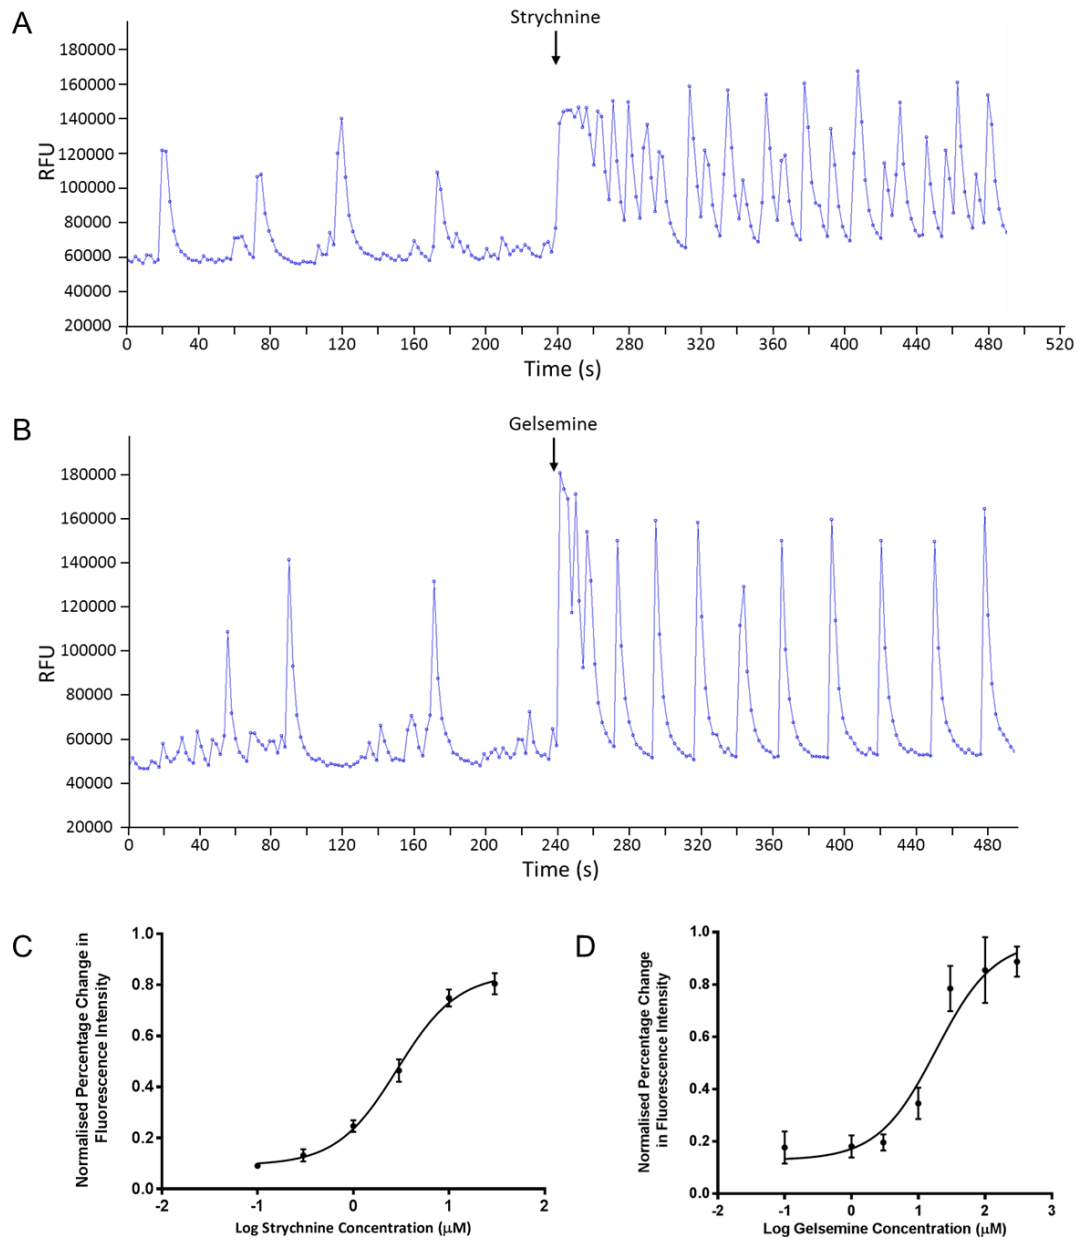 A
Strychnine
180000
160000
140000
120000
100000
80000
60000
40000
20000
RFU
0 40 80 120 160 200 240 280 320 360 400 440 480 520
Time (s)
B
Gelsemine
180000
160000
140000
120000
100000
80000
60000
40000
20000
RFU
0 40 80 120 160 200 240 280 320 360 400 440 480
Time (s)
C
Normalised Percentage Change in
Fluorescence Intensity
1.0
0.8
0.6
0.4
0.2
0.0
-2 -1 0 1 2
Log Strychnine Concentration (μM)
D
Normalised Percentage Change
in Fluorescence Intensity
1.0
0.8
0.6
0.4
0.2
0.0
-2 -1 0 1 2 3
Log Gelsemine Concentration (μM)